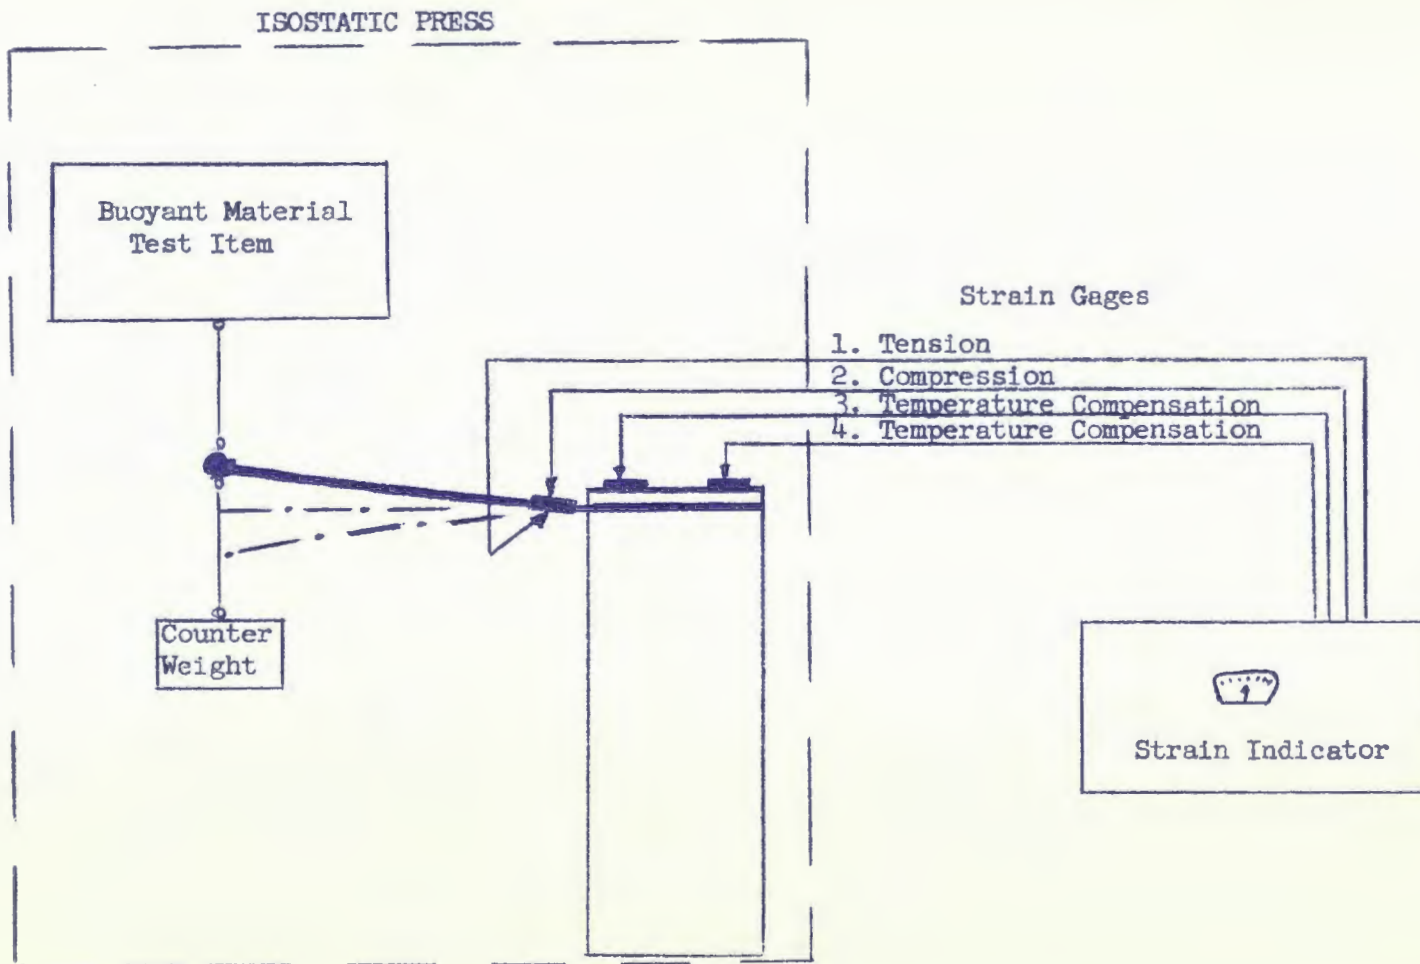 ISOSTATIC PRESS
Buoyant Material
Test Item
Strain Gages
1. Tension
2. Compression
3. Temperature Compensation
4. Temperature Compensation
Counter
Weight
Strain Indicator